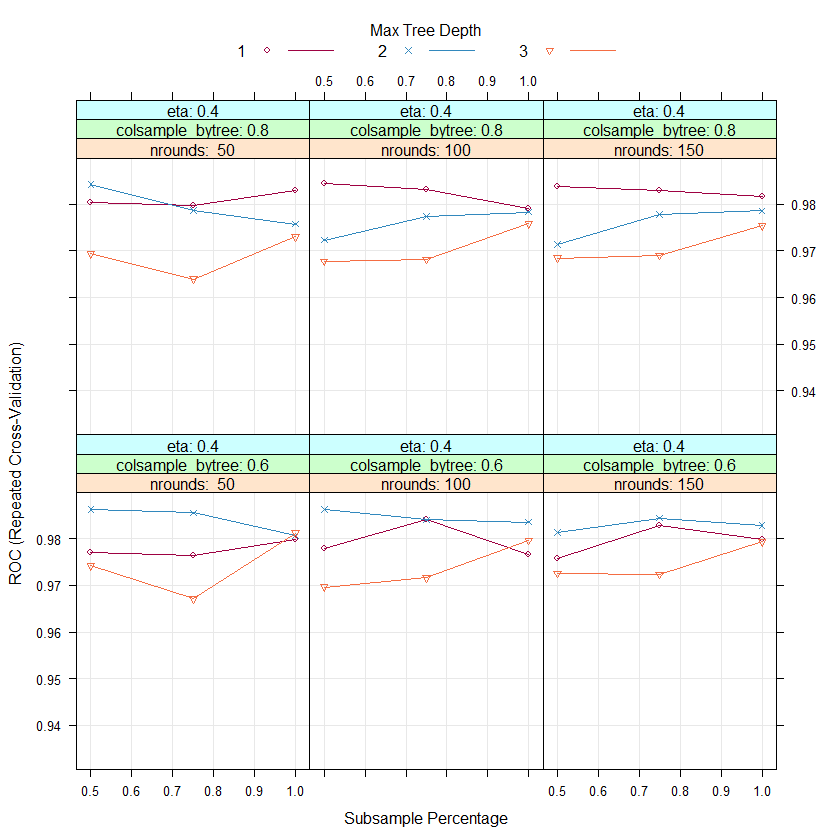 Max Tree Depth
1 2 3
0.5 0.6 0.7 0.8 0.9 1.0
eta: 0.4 eta: 0.4 eta: 0.4
colsample_bytree: 0.8 colsample_bytree: 0.8 colsample_bytree: 0.8
nrounds: 50 nrounds: 100 nrounds: 150
0.98
0.97
0.96
0.95
0.94
ROC (Repeated Cross-Validation)
eta: 0.4 eta: 0.4 eta: 0.4
colsample_bytree: 0.6 colsample_bytree: 0.6 colsample_bytree: 0.6
nrounds: 50 nrounds: 100 nrounds: 150
0.98
0.97
0.96
0.95
0.94
0.5 0.6 0.7 0.8 0.9 1.0 0.5 0.6 0.7 0.8 0.9 1.0
Subsample Percentage